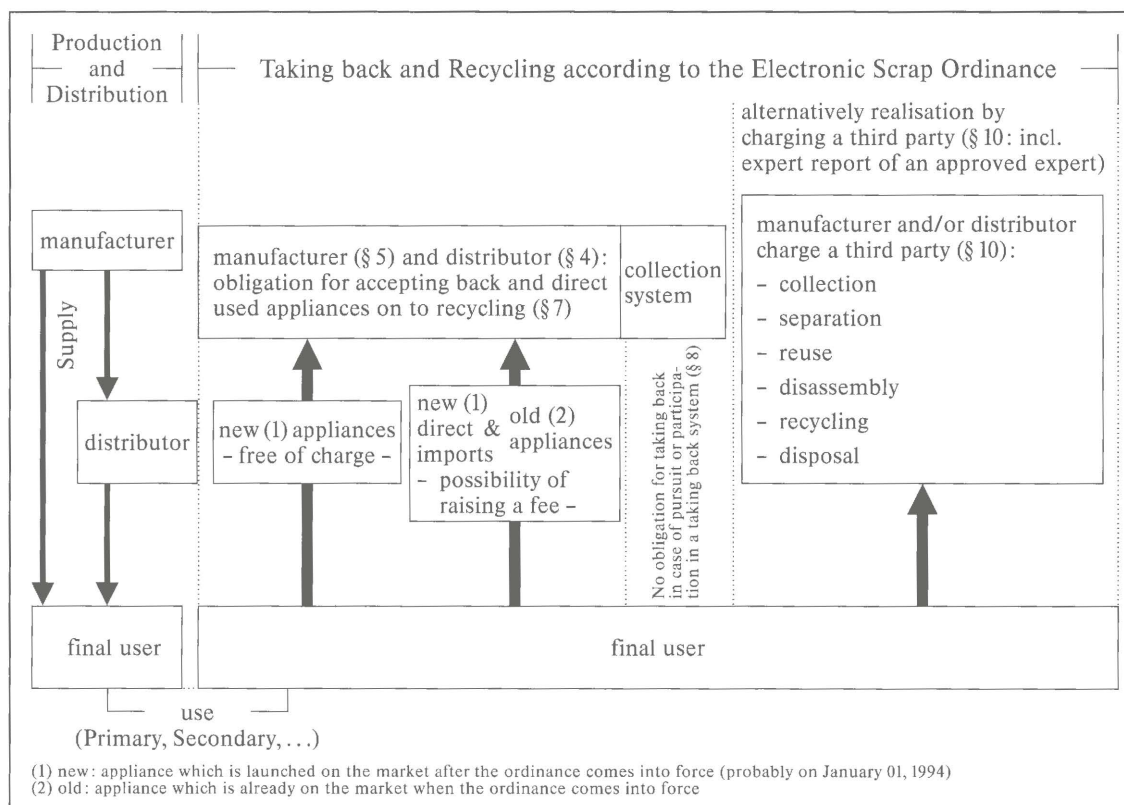 Production
and
Distribution
Taking back and Recycling according to the Electronic Scrap Ordinance
alternatively realisation by
charging a third party (§ 10: incl.
expert report of an approved expert)
manufacturer
Supply
distributor
final user
manufacturer (§ 5) and distributor (§ 4):
obligation for accepting back and direct
used appliances on to recycling (§ 7)
collection
system
new (1) appliances
– free of charge –
new (1)
direct &
imports
old (2)
appliances
– possibility of
raising a fee –
No obligation for taking back
in case of pursuit or participa-
tion in a taking back system (§ 8)
manufacturer and/or distributor
charge a third party (§ 10):
– collection
– separation
– reuse
– disassembly
– recycling
– disposal
final user
use
(Primary, Secondary, ...)
(1) new: appliance which is launched on the market after the ordinance comes into force (probably on January 01, 1994)
(2) old: appliance which is already on the market when the ordinance comes into force